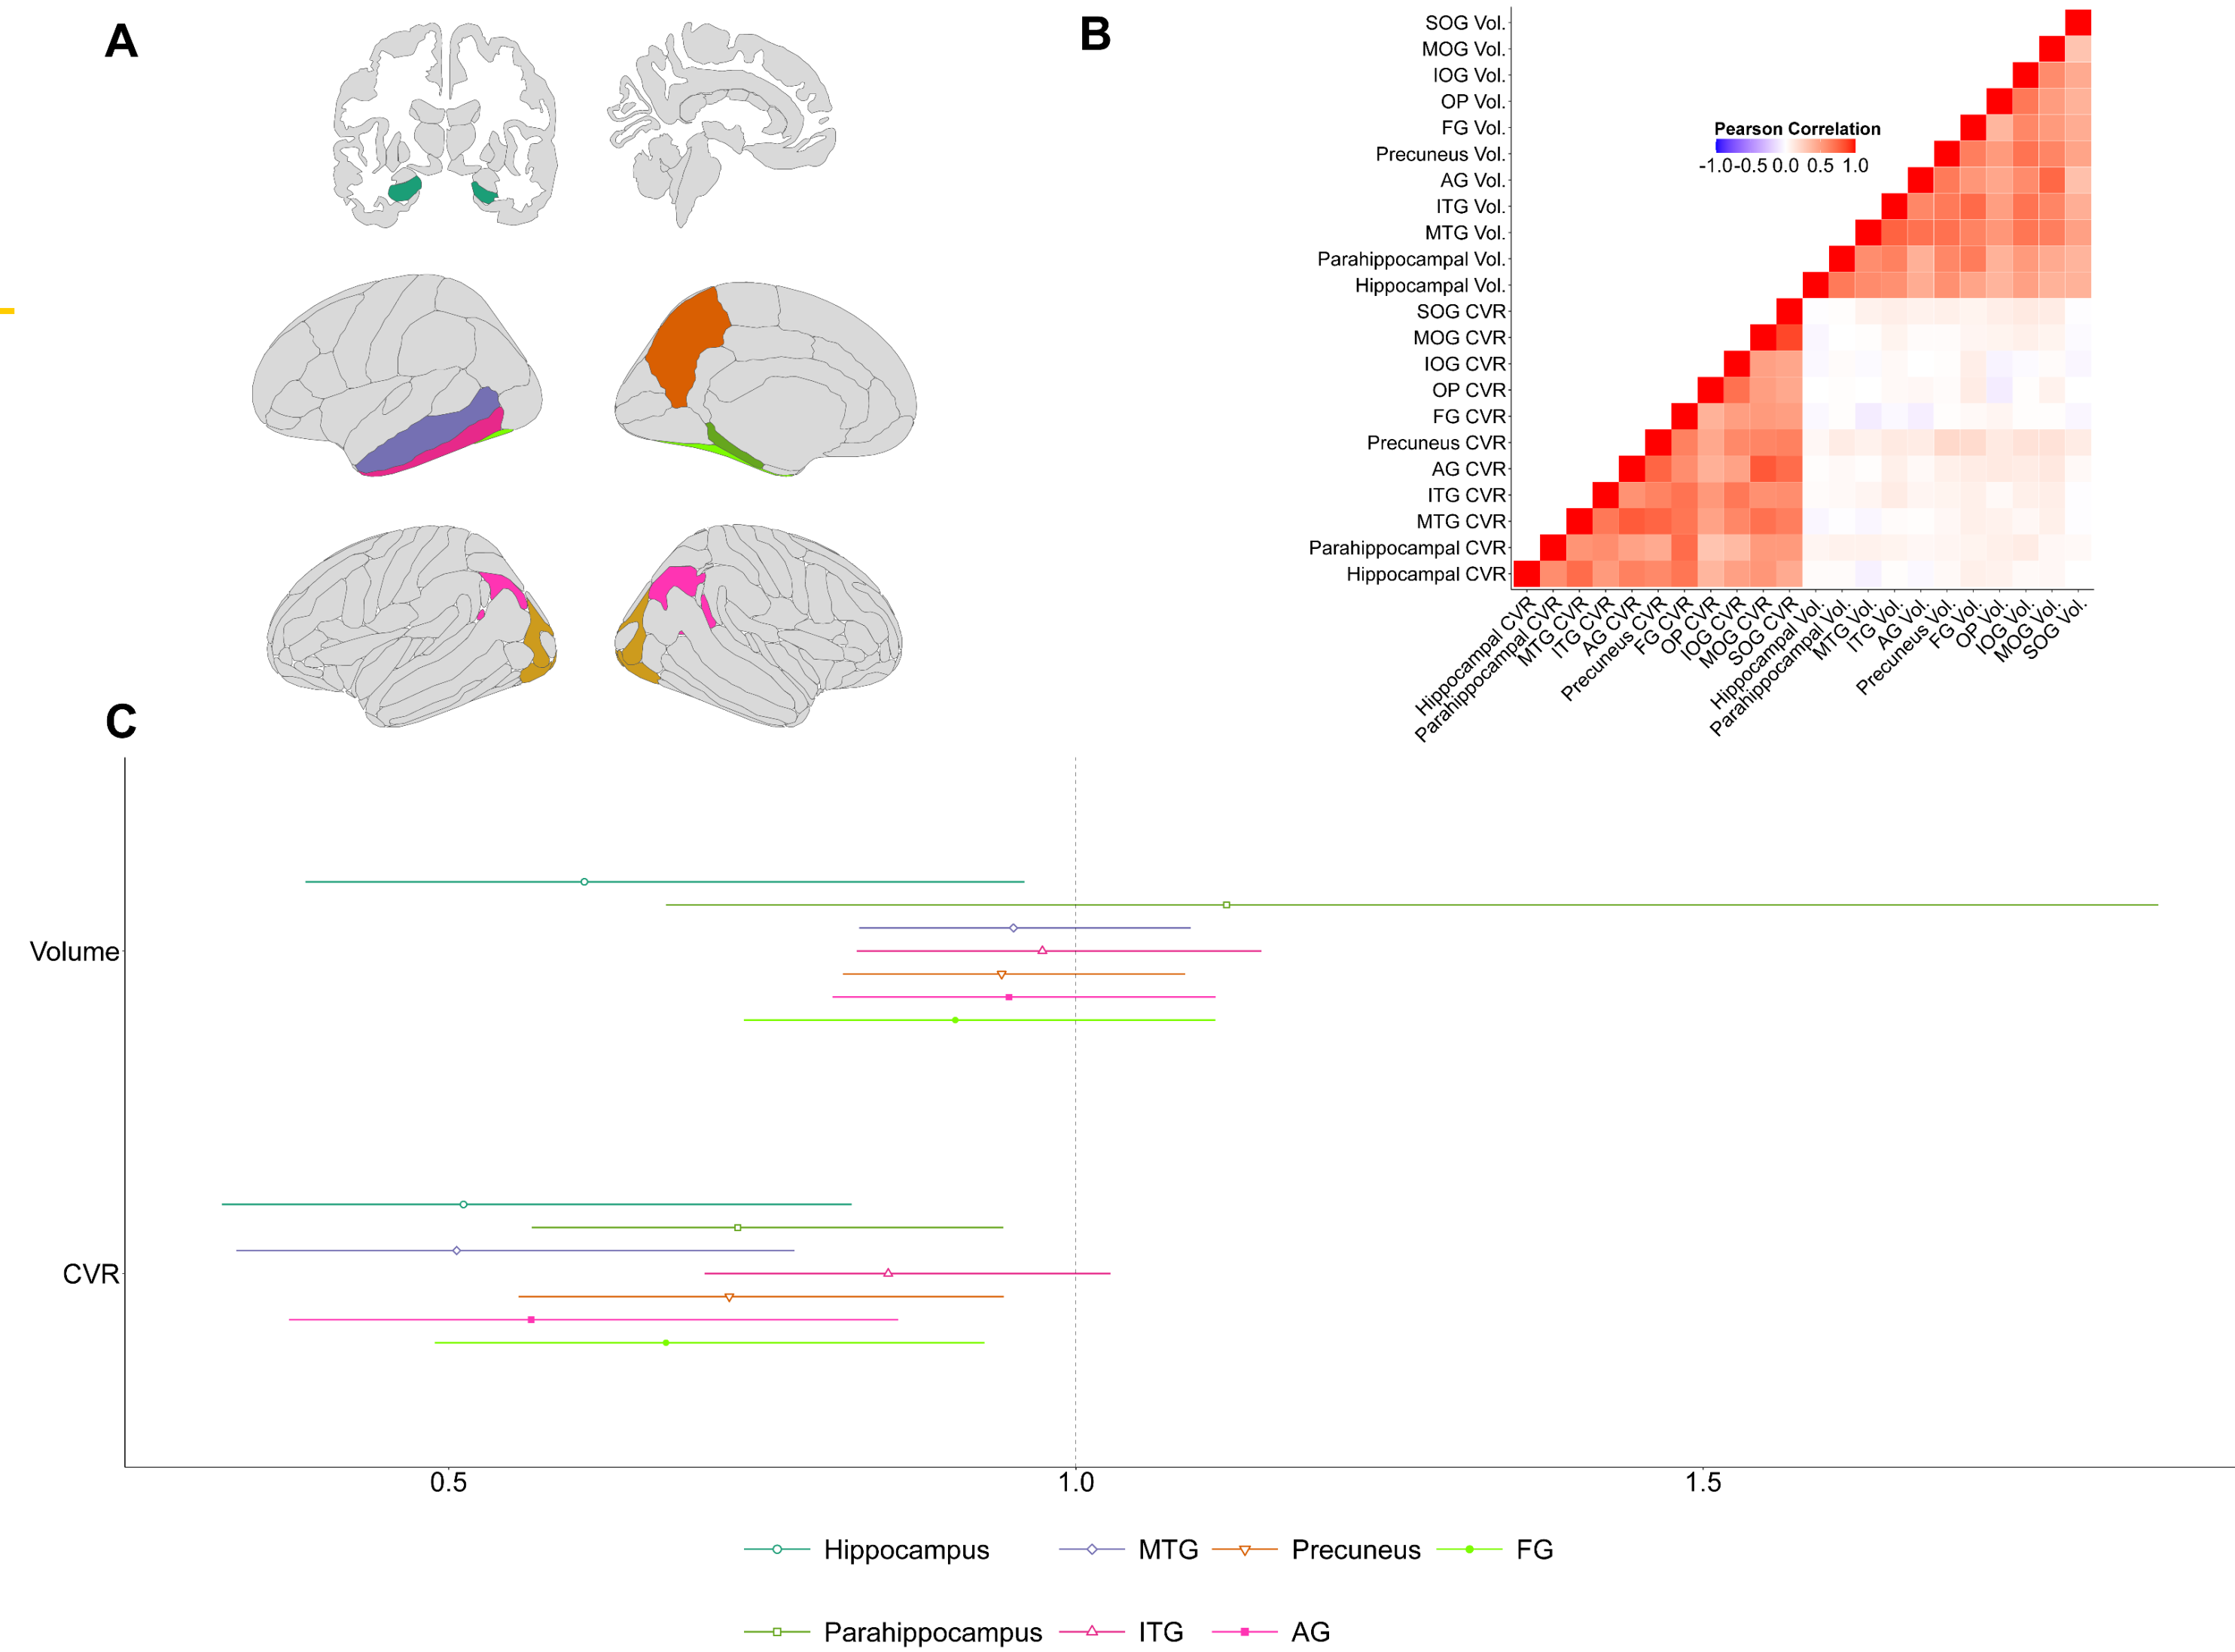 A
B
SOG Vol.
MOG Vol.
IOG Vol.
OP Vol.
FG Vol.
Precuneus Vol.
AG Vol.
ITG Vol.
MTG Vol.
Parahippocampal Vol.
Hippocampal Vol.
SOG CVR
MOG CVR
IOG CVR
OP CVR
FG CVR
Precuneus CVR
AG CVR
ITG CVR
MTG CVR
Parahippocampal CVR
Hippocampal CVR
Pearson Correlation
-1.0 -0.5 0.0 0.5 1.0
Hippocampal CVR
Parahippocampal CVR
MTG CVR
ITG CVR
AG CVR
Precuneus CVR
FG CVR
OP CVR
IOG CVR
MOG CVR
SOG CVR
Hippocampal Vol.
Parahippocampal Vol.
MTG Vol.
ITG Vol.
AG Vol.
Precuneus Vol.
FG Vol.
OP Vol.
IOG Vol.
MOG Vol.
SOG Vol.
C
Volume
CVR
0.5 1.0 1.5
Hippocampus MTG Precuneus FG
Parahippocampus ITG AG